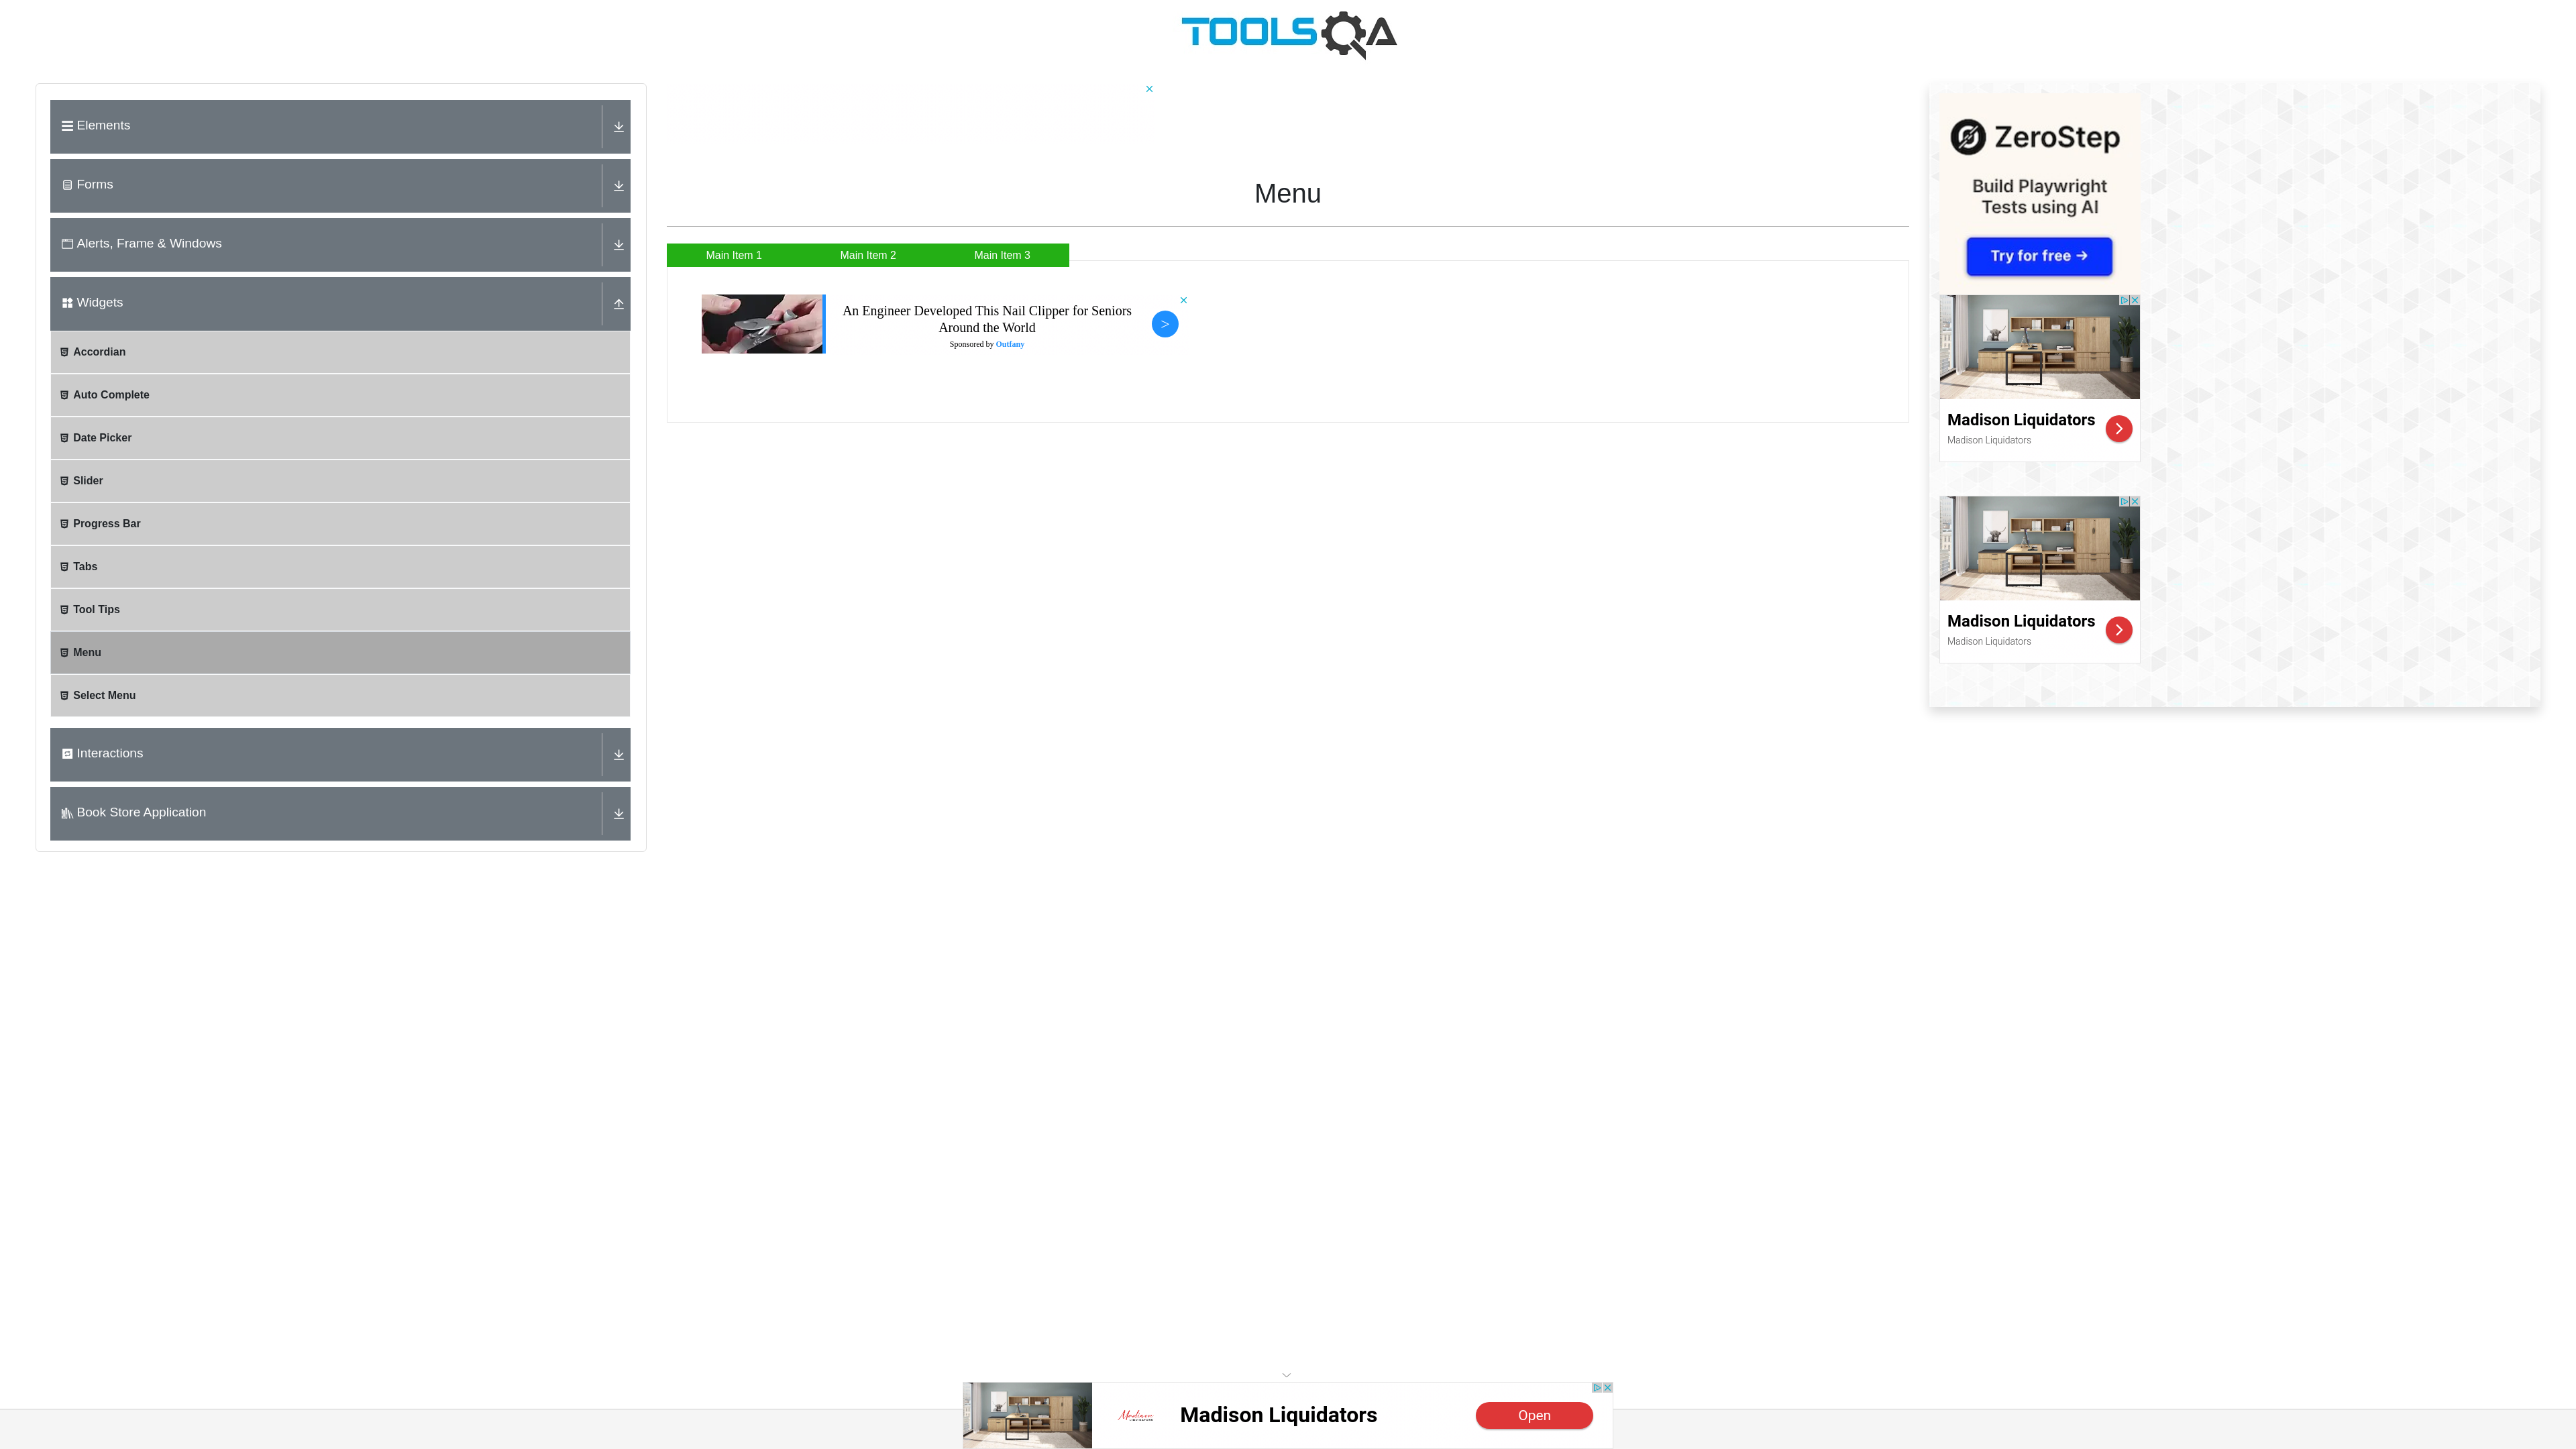 TOOLSQA
Elements
Forms
Alerts, Frame & Windows
Widgets
Accordian
Auto Complete
Date Picker
Slider
Progress Bar
Tabs
Tool Tips
Menu
Select Menu
Interactions
Book Store Application
Menu
Main Item 1
Main Item 2
Main Item 3
An Engineer Developed This Nail Clipper for Seniors
Around the World
Sponsored by Outfany
>
ZeroStep
Build Playwright
Tests using AI
Try for free →
Madison Liquidators
Madison Liquidators
Madison Liquidators
Madison Liquidators
Madison Liquidators
Open